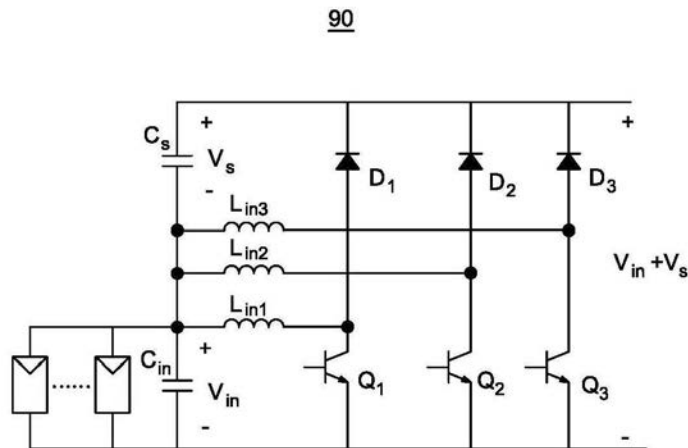 90
+
C_s
V_s
-
D_1
D_2
D_3
+
L_in3
L_in2
L_in1
V_in +V_s
C_in
+
V_in
-
Q_1
Q_2
Q_3
-